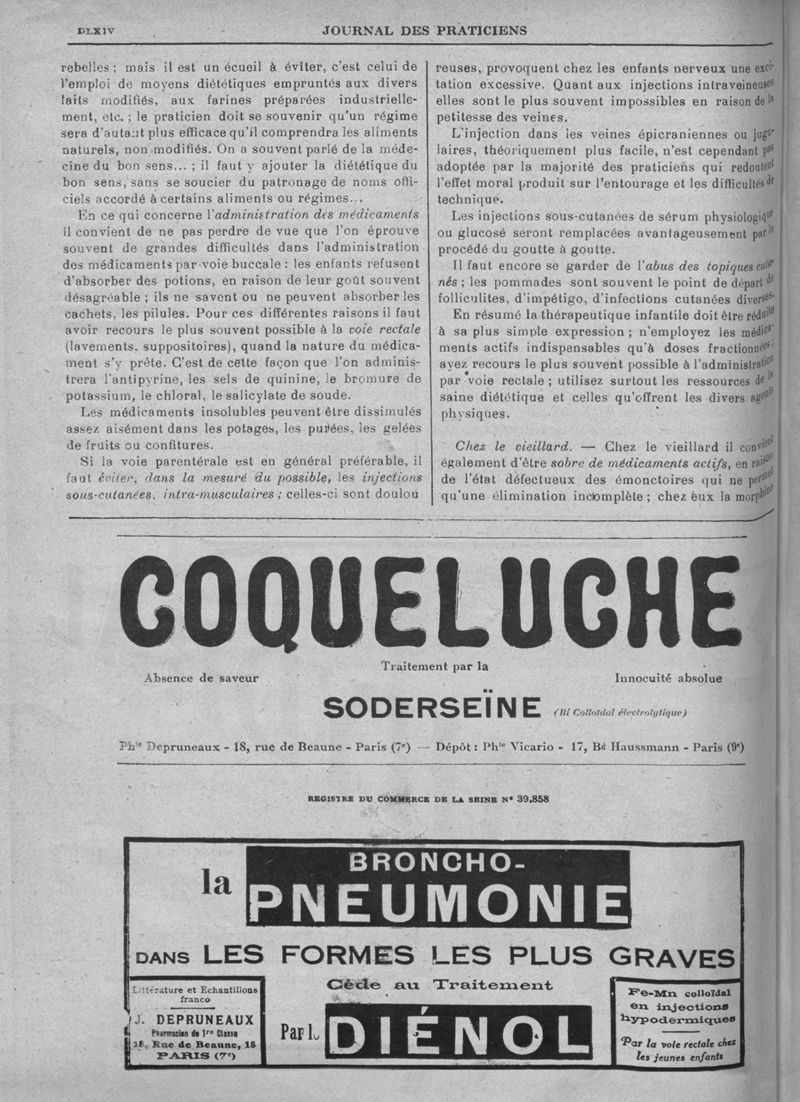 DLXIV
JOURNAL DES PRATICIENS
rebelles ; mais il est un écueil à éviter, c'est celui de
l'emploi de moyens diététiques empruntés aux divers
laits modifiés, aux farines préparées industrielle-
ment, etc. ; le praticien doit se souvenir qu'un régime
sera d'autant plus efficace qu'il comprendra les aliments
naturels, non modifiés. On a souvent parlé de la méde-
cine du bon sens... ; il faut y ajouter la diététique du
bon sens, sans se soucier du patronage de noms offi-
ciels accordé à certains aliments ou régimes...
En ce qui concerne l'administration des médicaments
il convient de ne pas perdre de vue que l'on éprouve
souvent de grandes difficultés dans l'administration
des médicaments par voie buccale : les enfants refusent
d'absorber des potions, en raison de leur goût souvent
désagréable ; ils ne savent ou ne peuvent absorber les
cachets, les pilules. Pour ces différentes raisons il faut
avoir recours le plus souvent possible à la voie rectale
(lavements, suppositoires), quand la nature du médica-
ment s'y prête. C'est de cette façon que l'on adminis-
trera l'antipyrine, les sels de quinine, le bromure de
potassium, le chloral, le salicylate de soude.
Les médicaments insolubles peuvent être dissimulés
assez aisément dans les potages, les purées, les gelées
de fruits ou confitures.
Si la voie parentérale est en général préférable, il
faut éviter, dans la mesure du possible, les injections
sous-cutanées, intra-musculaires ; celles-ci sont doulou
reuses, provoquent chez les enfants nerveux une exci-
tation excessive. Quant aux injections intraveineuses
elles sont le plus souvent impossibles en raison de la
petitesse des veines.
L'injection dans les veines épicraniennes ou jugu-
laires, théoriquement plus facile, n'est cependant pas
adoptée par la majorité des praticiens qui redoutent
l'effet moral produit sur l'entourage et les difficultés de
technique.
Les injections sous-cutanées de sérum physiologique
ou glucosé seront remplacées avantageusement par le
procédé du goutte à goutte.
Il faut encore se garder de l'abus des topiques cuta-
nés ; les pommades sont souvent le point de départ de
folliculites, d'impétigo, d'infections cutanées diverses.
En résumé la thérapeutique infantile doit être réduite
à sa plus simple expression ; n'employez les médica-
ments actifs indispensables qu'à doses fractionnées ;
ayez recours le plus souvent possible à l'administration
par voie rectale ; utilisez surtout les ressources de la
saine diététique et celles qu'offrent les divers agents
physiques.
Chez le vieillard. — Chez le vieillard il convient
également d'être sobre de médicaments actifs, en raison
de l'état défectueux des émonctoires qui ne permet
qu'une élimination incomplète ; chez eux la morphine
COQUELUCHE
Traitement par la
Absence de saveur
Innocuité absolue
SODERSEÏNE (Bi Colloïdal électrolytique)
Phie Depruneaux - 18, rue de Beaune - Paris (7e) — Dépôt : Phie Vicario - 17, Bd Haussmann - Paris (9e)
REGISTRE DU COMMERCE DE LA SEINE N° 39.858
la BRONCHO-
PNEUMONIE
DANS LES FORMES LES PLUS GRAVES
Cède au Traitement
Par L DIÉNOL
Littérature et Echantillons
franco
J. DEPRUNEAUX
Pharmacien de 1re Classe
18, Rue de Beaune, 18
PARIS (7e)
Fe-Mn colloïdal
en injections
hypodermiques
Par la voie rectale chez
les jeunes enfants